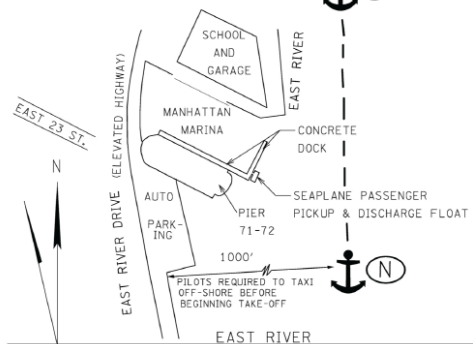 SCHOOL
AND
GARAGE
EAST RIVER
EAST RIVER DRIVE (ELEVATED HIGHWAY)
EAST 23 ST.
MANHATTAN
MARINA
CONCRETE
DOCK
N
SEAPLANE PASSENGER
PICKUP & DISCHARGE FLOAT
AUTO
PARK-
ING
PIER
71-72
1000'
N
PILOTS REQUIRED TO TAXI
OFF-SHORE BEFORE
BEGINNING TAKE-OFF
EAST RIVER